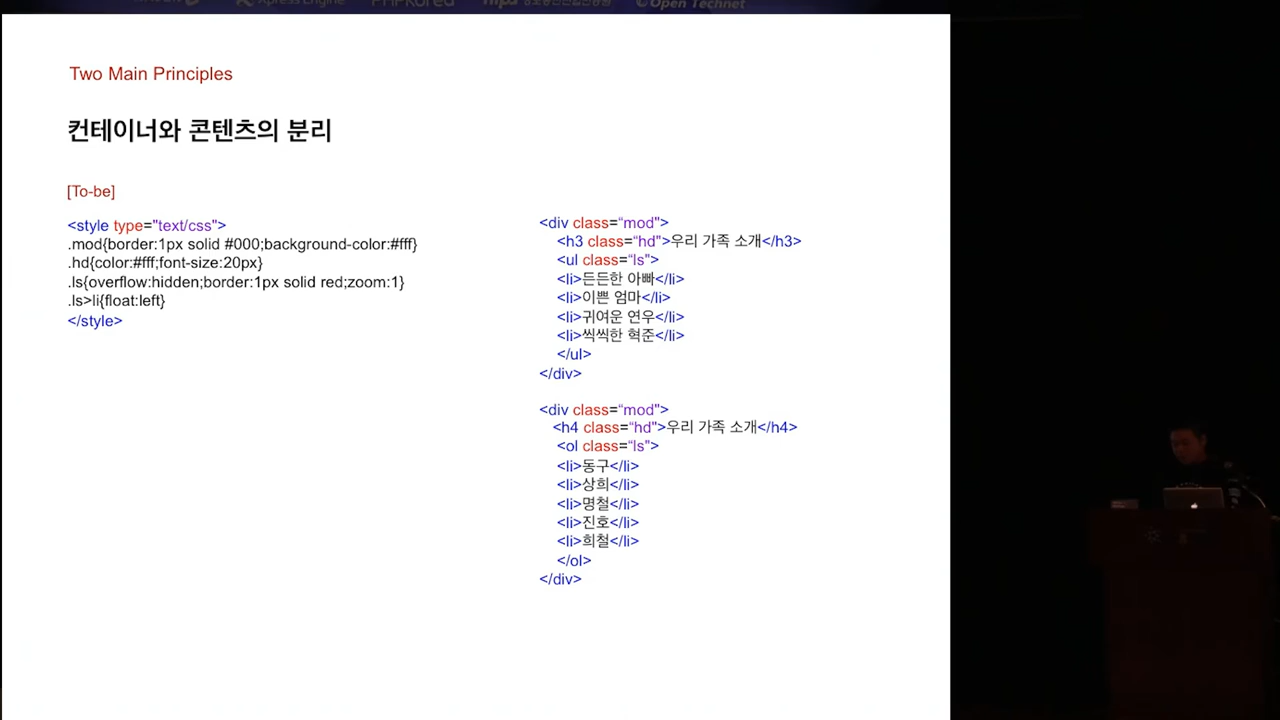 Xpress Engine
PHPKorea
Open Technet
Two Main Principles
컨테이너와 콘텐츠의 분리
[To-be]
<style type="text/css">
.mod{border:1px solid #000;background-color:#fff}
.hd{color:#fff;font-size:20px}
.ls{overflow:hidden;border:1px solid red;zoom:1}
.ls>li{float:left}
</style>
<div class=“mod">
<h3 class=“hd">우리 가족 소개</h3>
<ul class=“ls">
<li>든든한 아빠</li>
<li>이쁜 엄마</li>
<li>귀여운 연우</li>
<li>씩씩한 혁준</li>
</ul>
</div>
<div class=“mod">
<h4 class=“hd">우리 가족 소개</h4>
<ol class=“ls">
<li>동구</li>
<li>상희</li>
<li>명철</li>
<li>진호</li>
<li>희철</li>
</ol>
</div>